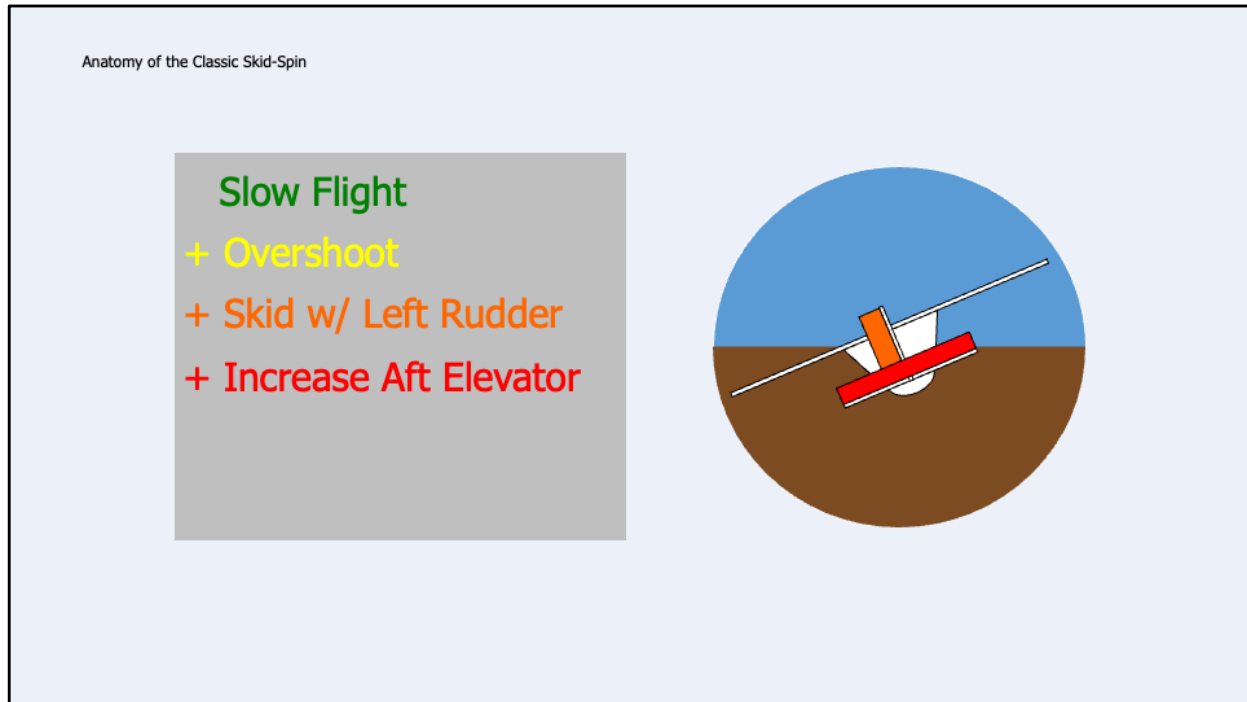 Anatomy of the Classic Skid-Spin
Slow Flight
+ Overshoot
+ Skid w/ Left Rudder
+ Increase Aft Elevator